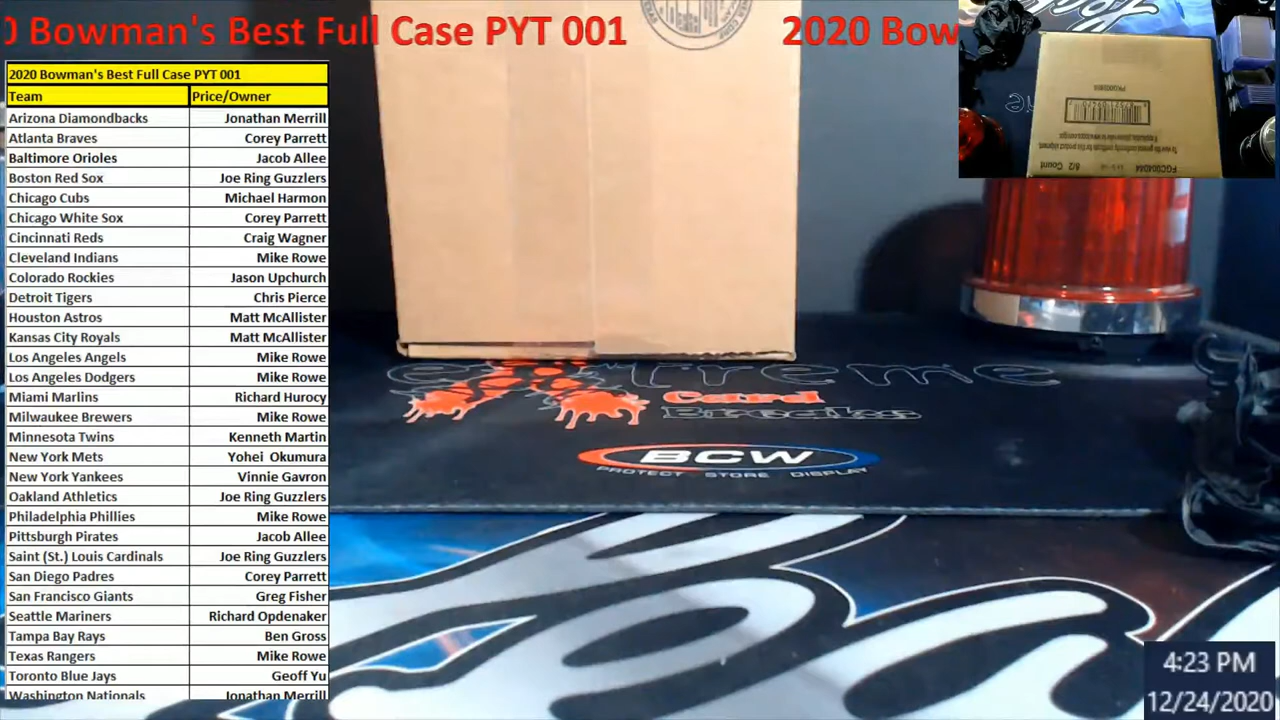 0 Bowman's Best Full Case PYT 001
2020 Bow
2020 Bowman's Best Full Case PYT 001
Team Price/Owner
Arizona Diamondbacks Jonathan Merrill
Atlanta Braves Corey Parrett
Baltimore Orioles Jacob Allee
Boston Red Sox Joe Ring Guzzlers
Chicago Cubs Michael Harmon
Chicago White Sox Corey Parrett
Cincinnati Reds Craig Wagner
Cleveland Indians Mike Rowe
Colorado Rockies Jason Upchurch
Detroit Tigers Chris Pierce
Houston Astros Matt McAllister
Kansas City Royals Matt McAllister
Los Angeles Angels Mike Rowe
Los Angeles Dodgers Mike Rowe
Miami Marlins Richard Hurocy
Milwaukee Brewers Mike Rowe
Minnesota Twins Kenneth Martin
New York Mets Yohei Okumura
New York Yankees Vinnie Gavron
Oakland Athletics Joe Ring Guzzlers
Philadelphia Phillies Mike Rowe
Pittsburgh Pirates Jacob Allee
Saint (St.) Louis Cardinals Joe Ring Guzzlers
San Diego Padres Corey Parrett
San Francisco Giants Greg Fisher
Seattle Mariners Richard Opdenaker
Tampa Bay Rays Ben Gross
Texas Rangers Mike Rowe
Toronto Blue Jays Geoff Yu
Washington Nationals Jonathan Merrill
extreme
Card
Breaks
BCW
PROTECT STORE DISPLAY
8/2 Count
4:23 PM
12/24/2020